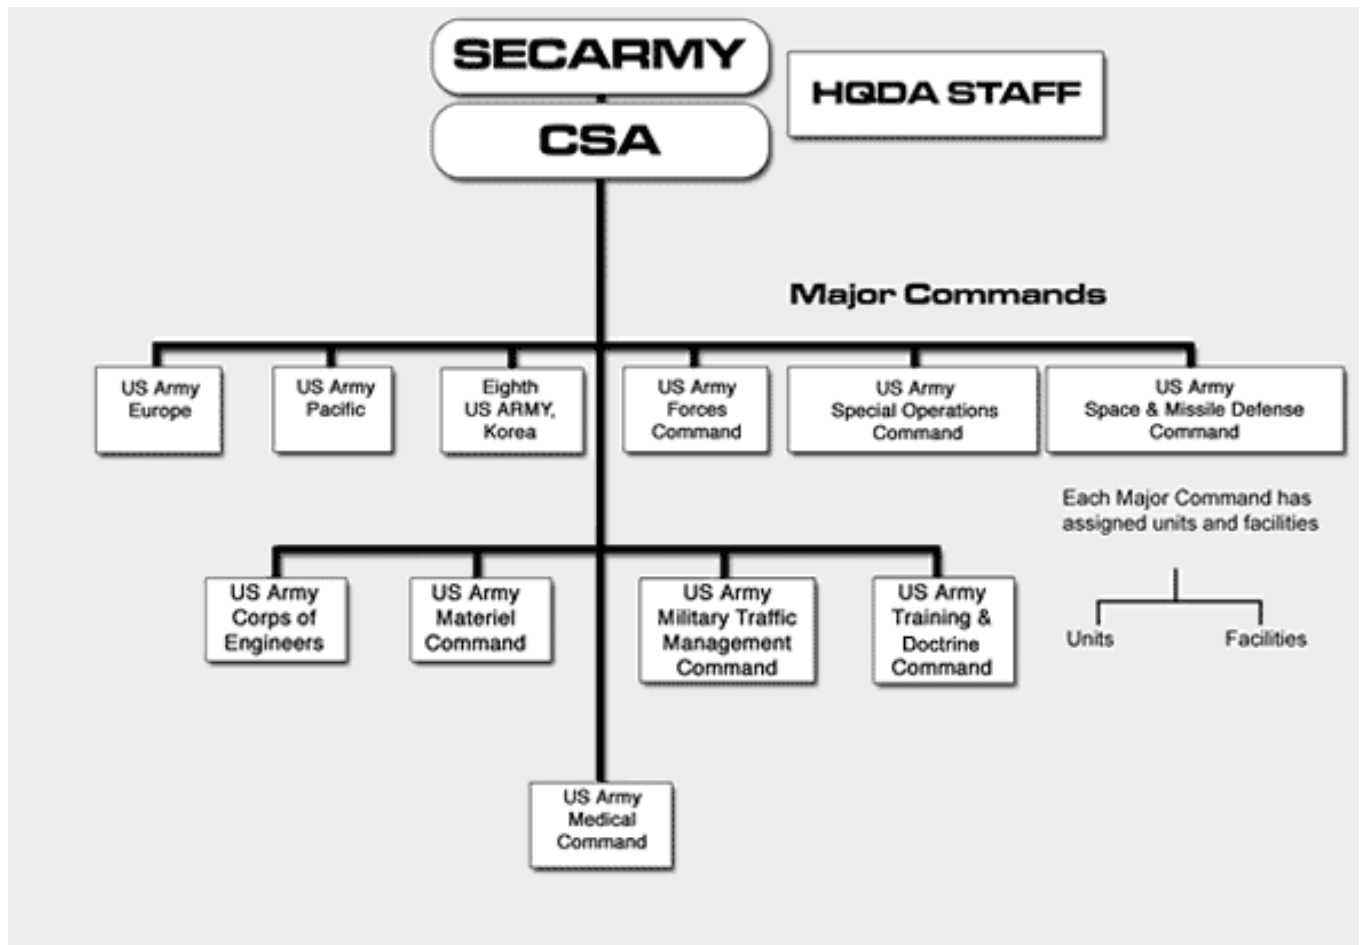 SECARMY
HQDA STAFF
CSA
Major Commands
US Army
Europe
US Army
Pacific
Eighth
US ARMY,
Korea
US Army
Forces
Command
US Army
Special Operations
Command
US Army
Space & Missile Defense
Command
Each Major Command has
assigned units and facilities
Units
Facilities
US Army
Corps of
Engineers
US Army
Materiel
Command
US Army
Military Traffic
Management
Command
US Army
Training &
Doctrine
Command
US Army
Medical
Command